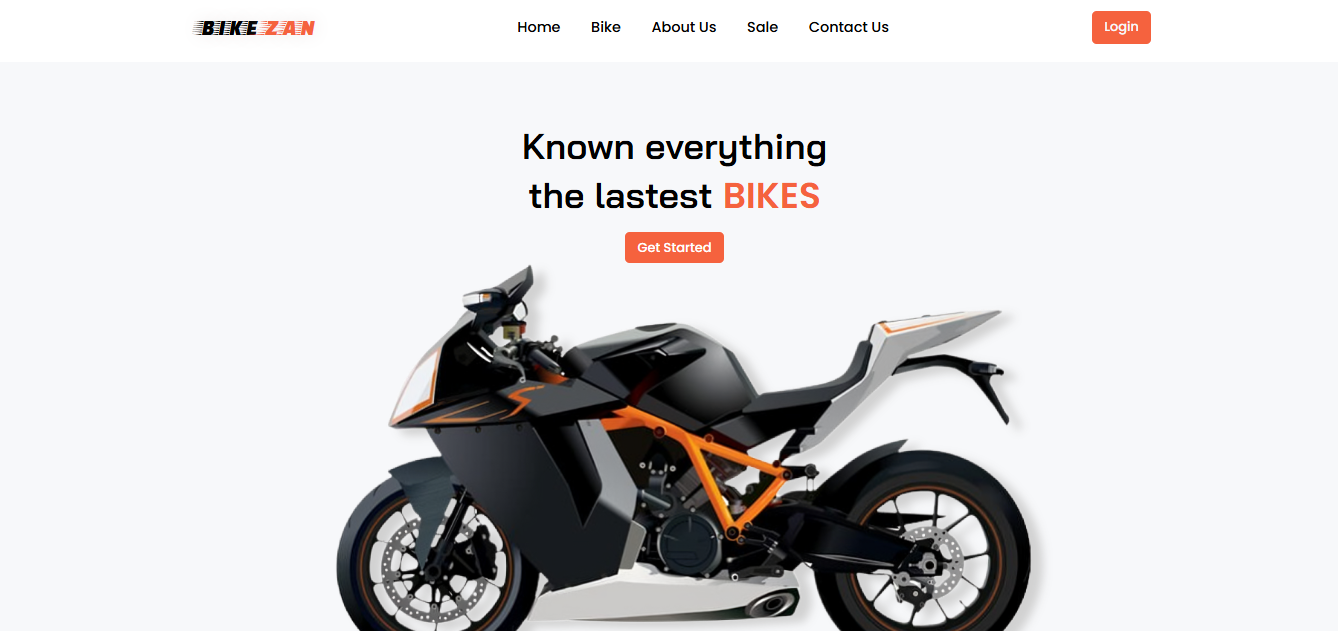 BIKE ZAN
Home Bike About Us Sale Contact Us
Login
Known everything
the lastest BIKES
Get Started